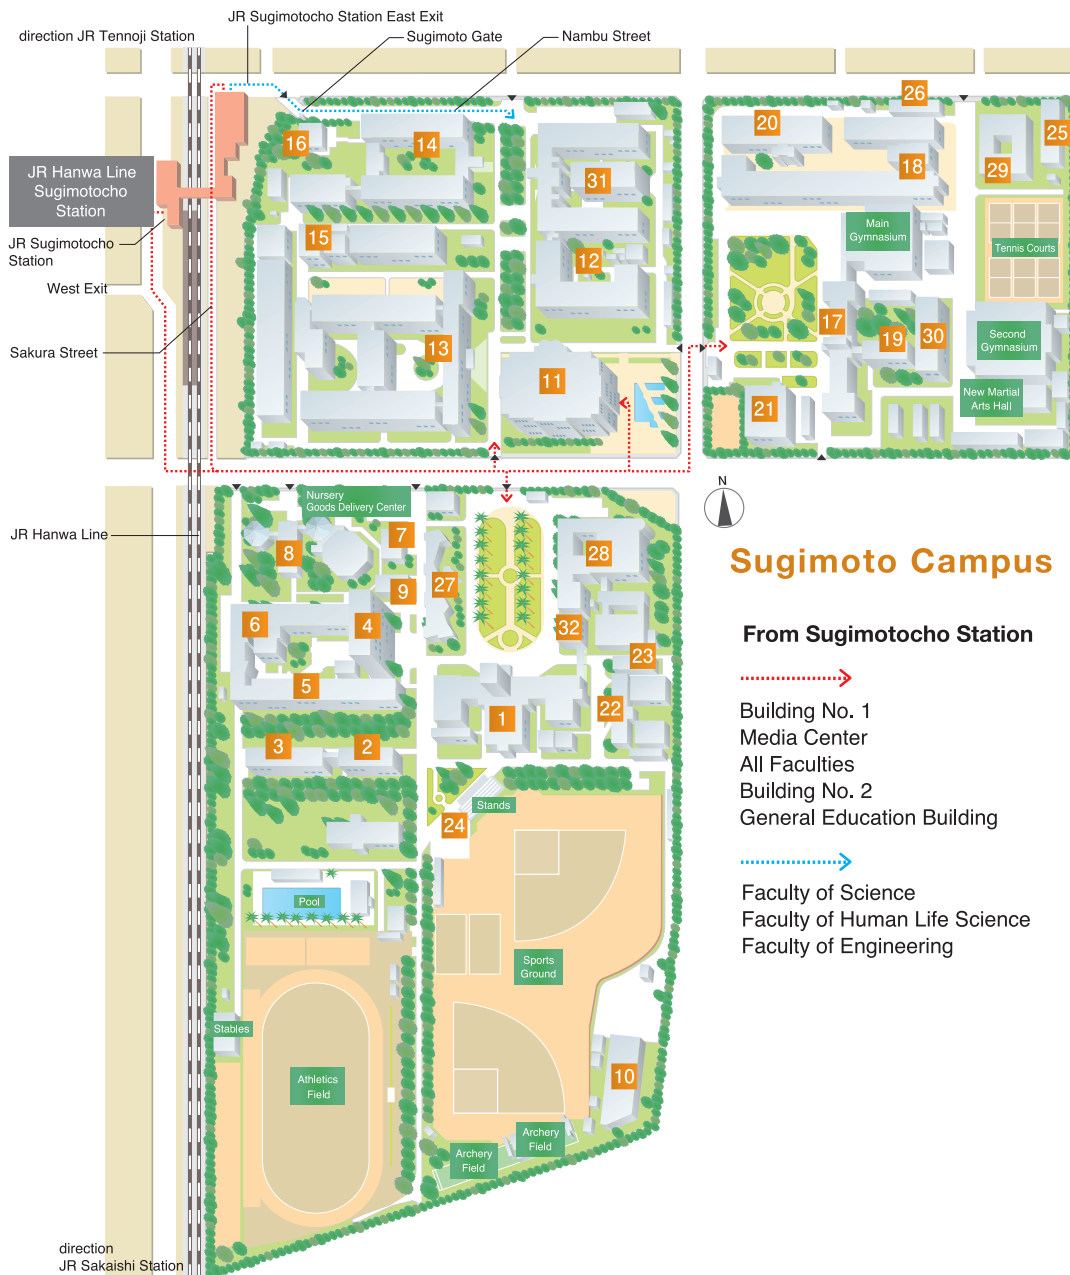 JR Sugimotocho Station East Exit
direction JR Tennoji Station
Sugimoto Gate
Nambu Street
26
20
25
16
14
18
29
JR Hanwa Line
Sugimotocho
Station
31
Main
Gymnasium
JR Sugimotocho
Station
15
Tennis Courts
12
West Exit
17
19
30
Second
Gymnasium
Sakura Street
13
11
New Martial
Arts Hall
21
N
Nursery
Goods Delivery Center
JR Hanwa Line
7
8
28
Sugimoto Campus
27
9
6
4
32
From Sugimotocho Station
23
5
22
Building No. 1
1
Media Center
3
2
All Faculties
Building No. 2
Stands
General Education Building
24
Faculty of Science
Pool
Faculty of Human Life Science
Faculty of Engineering
Sports
Ground
Stables
Athletics
Field
10
Archery
Field
Archery
Field
direction
JR Sakaishi Station